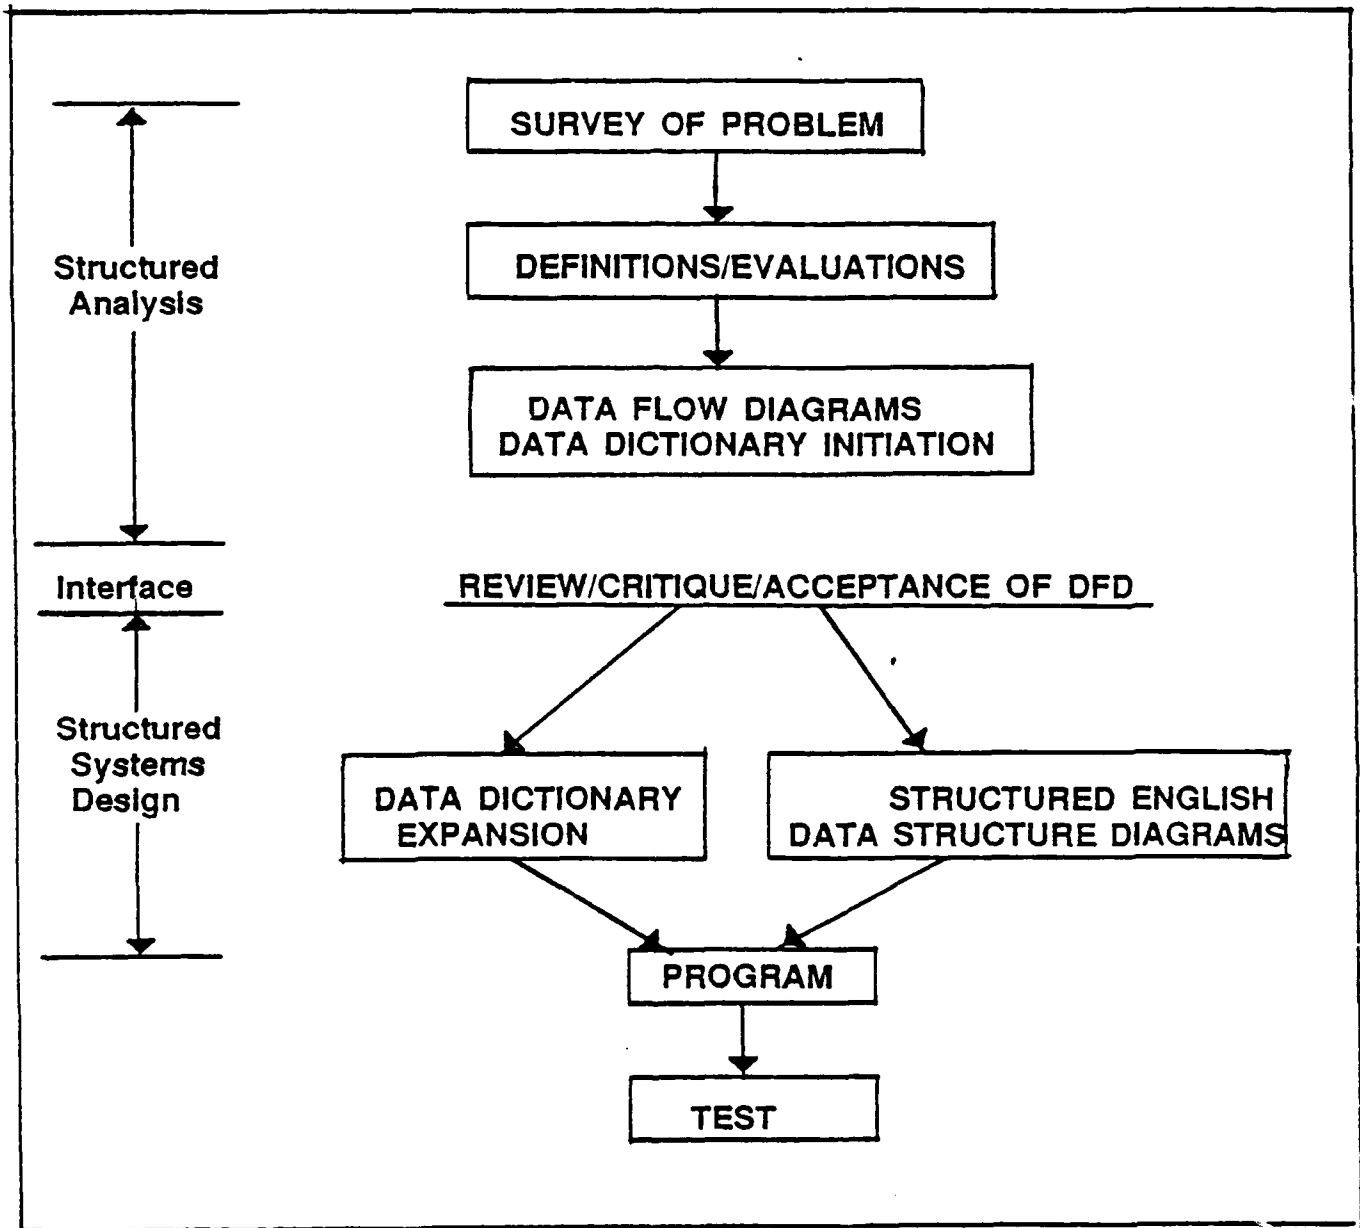 SURVEY OF PROBLEM
DEFINITIONS/EVALUATIONS
Structured
Analysis
DATA FLOW DIAGRAMS
DATA DICTIONARY INITIATION
Interface
REVIEW/CRITIQUE/ACCEPTANCE OF DFD
Structured
Systems
Design
DATA DICTIONARY
EXPANSION
STRUCTURED ENGLISH
DATA STRUCTURE DIAGRAMS
PROGRAM
TEST